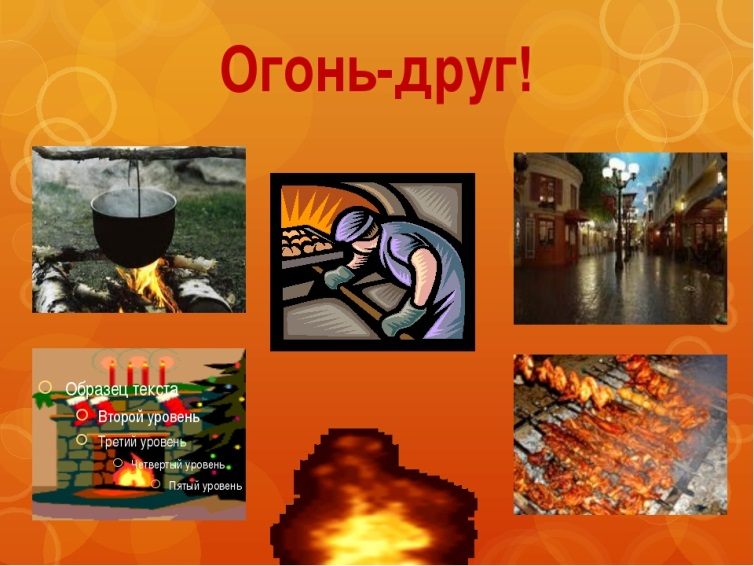 Огонь-друг!
Образец текста
Второй уровень
Третий уровень
Четвертый уровень
Пятый уровень